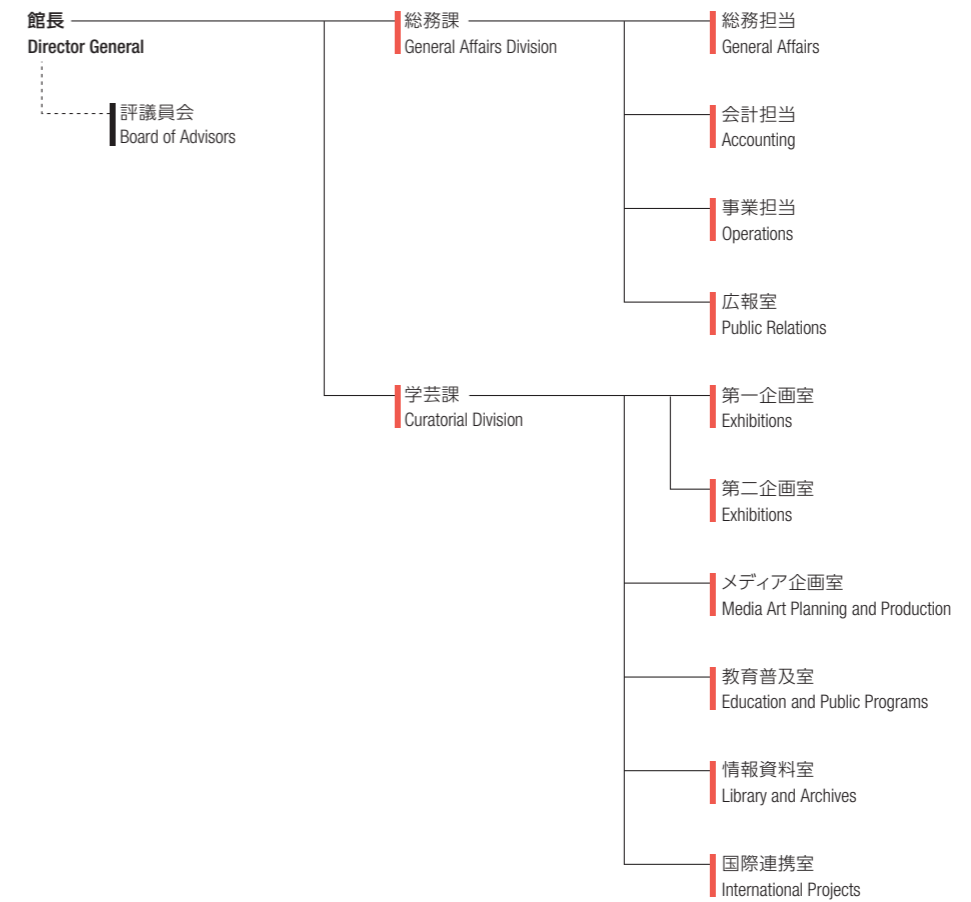 館長
Director General
評議員会
Board of Advisors
総務課
General Affairs Division
総務担当
General Affairs
会計担当
Accounting
事業担当
Operations
広報室
Public Relations
学芸課
Curatorial Division
第一企画室
Exhibitions
第二企画室
Exhibitions
メディア企画室
Media Art Planning and Production
教育普及室
Education and Public Programs
情報資料室
Library and Archives
国際連携室
International Projects